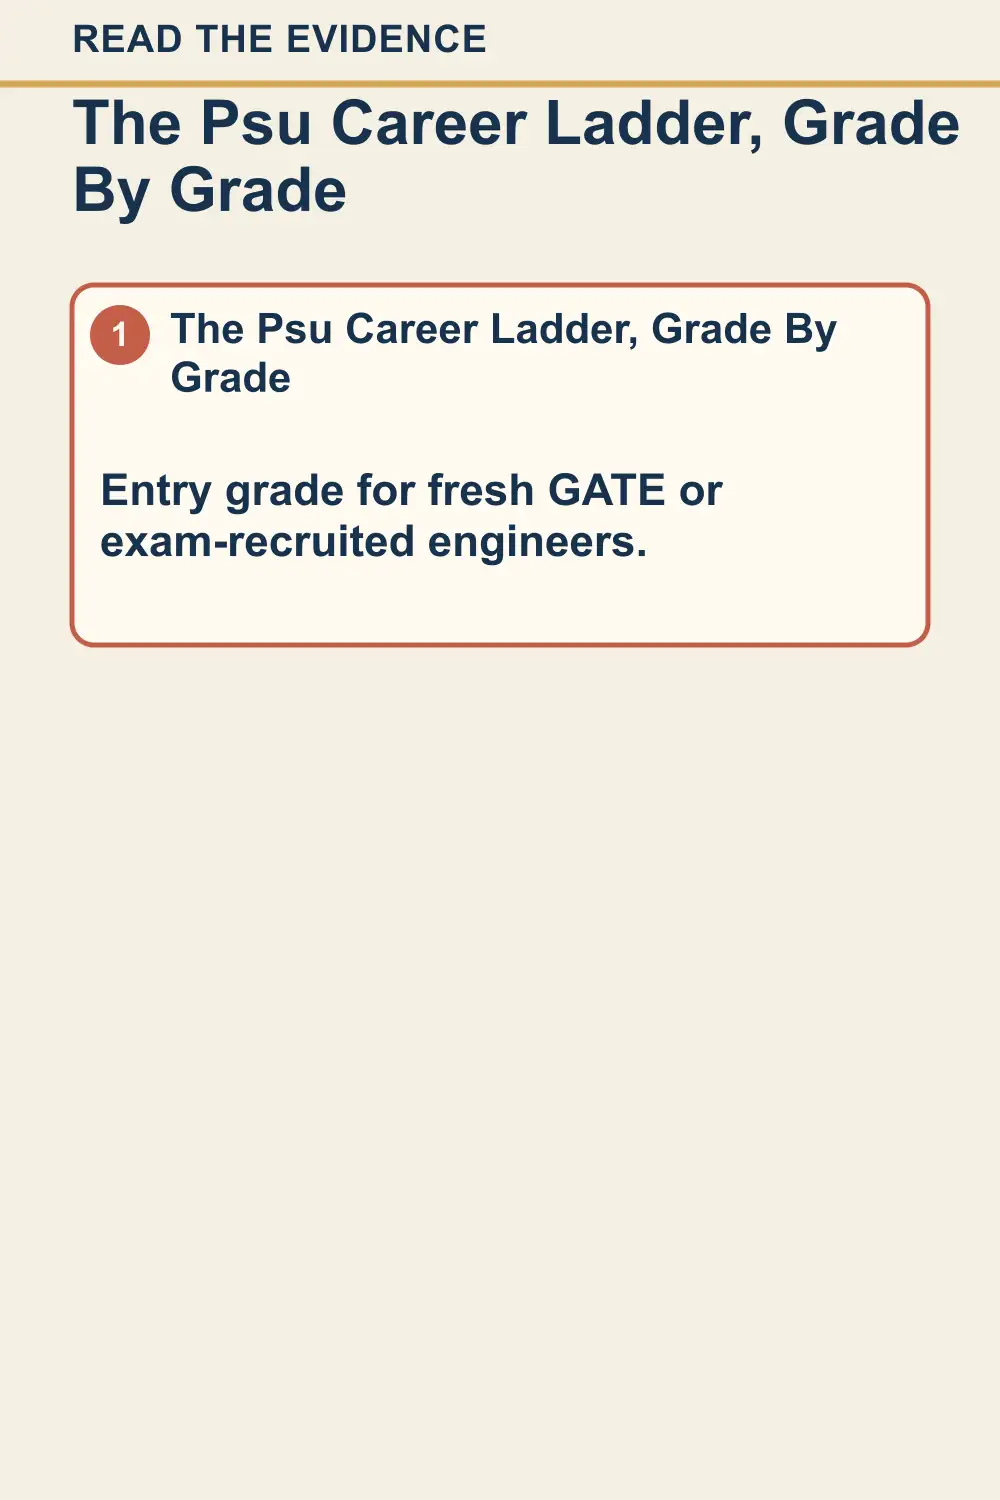 READ THE EVIDENCE
The Psu Career Ladder, Grade
By Grade
1
The Psu Career Ladder, Grade By
Grade
Entry grade for fresh GATE or
exam-recruited engineers.